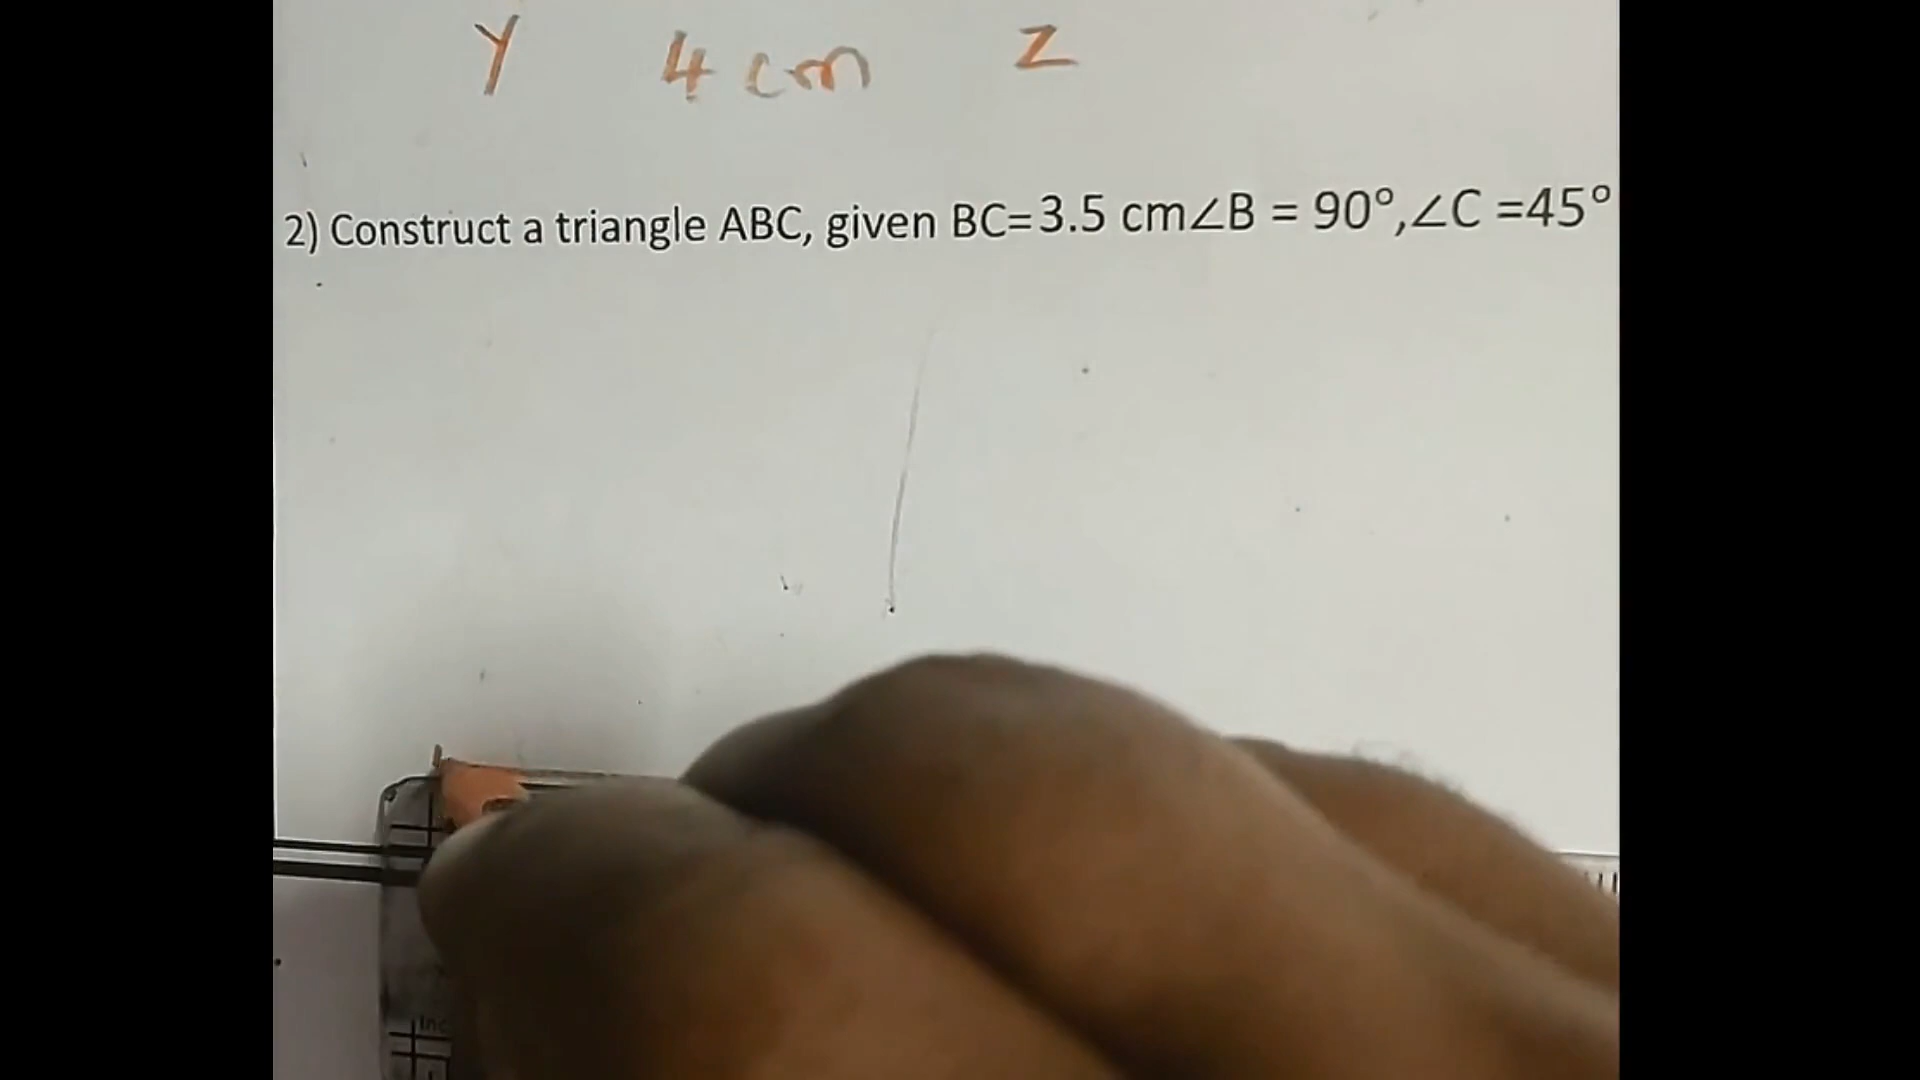 Y 4 cm Z
2) Construct a triangle ABC, given BC=3.5 cm∠B = 90°,∠C =45°